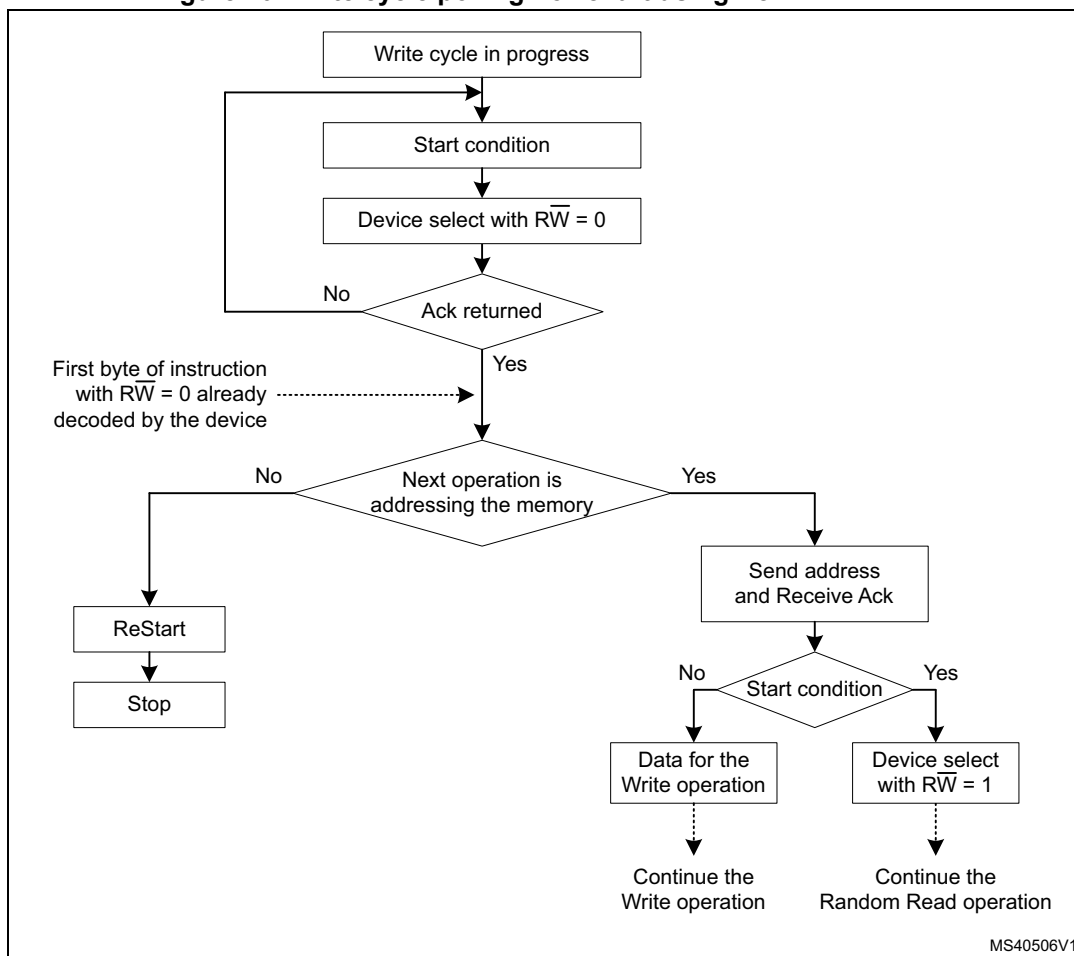 Write cycle in progress
Start condition
Device select with RW̅ = 0
No
Ack returned
Yes
First byte of instruction
with RW̅ = 0 already
decoded by the device
No
Next operation is
addressing the memory
Yes
Send address
and Receive Ack
ReStart
Stop
No
Start condition
Yes
Data for the
Write operation
Device select
with RW̅ = 1
Continue the
Write operation
Continue the
Random Read operation
MS40506V1